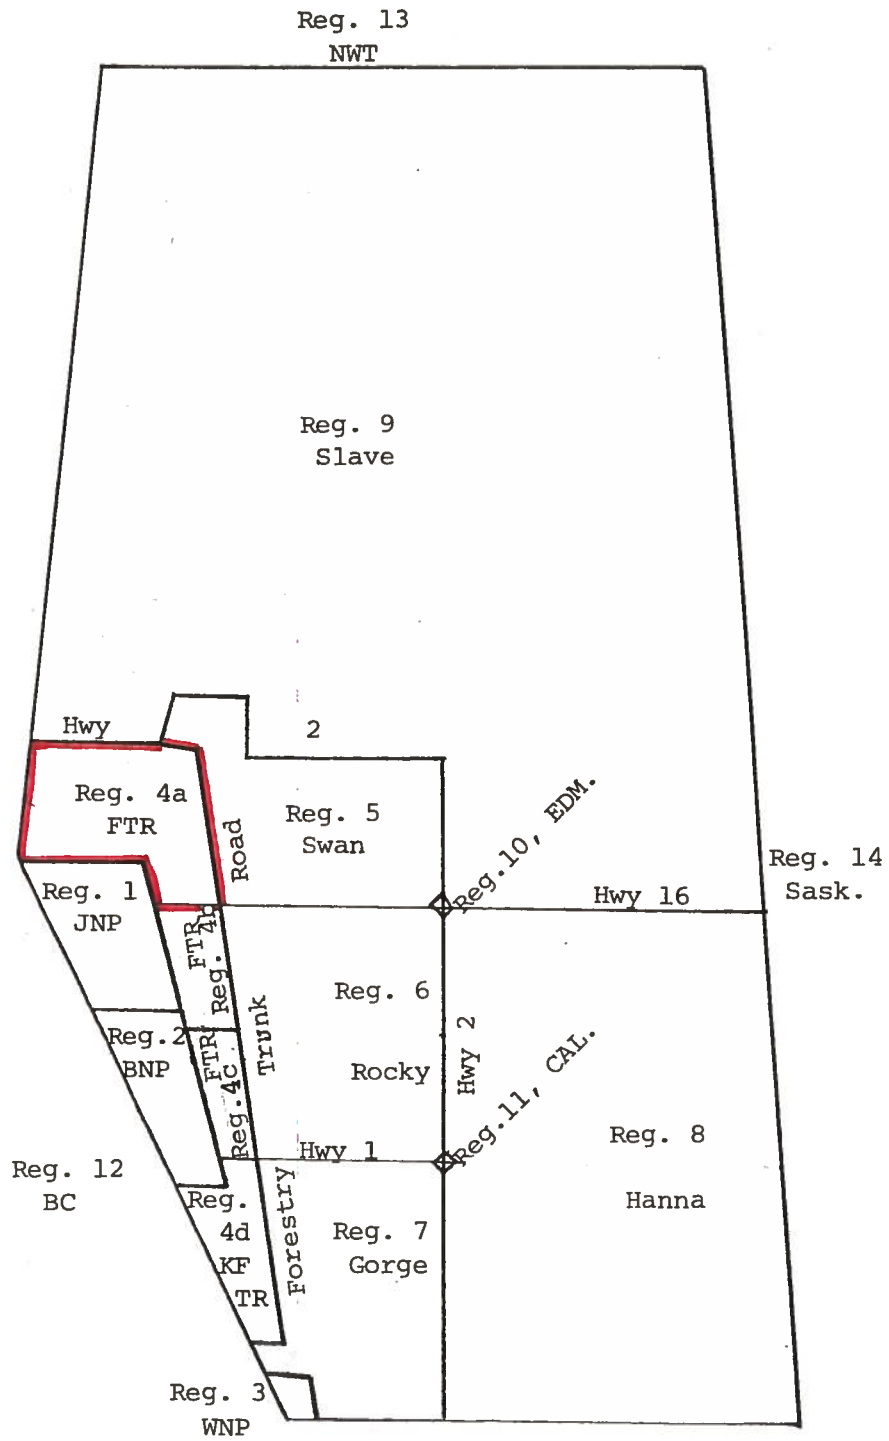 Reg. 13
NWT
Reg. 9
Slave
Hwy
2
Reg. 4a
FTR
Reg. 5
Swan
Road
Reg.10, EDM.
Reg. 14
Sask.
Reg. 1
JNP
Hwy 16
FTR
Reg. 4b
Reg. 6
Rocky
Trunk
Hwy 2
Reg.2
BNP
FTR
Reg.4c
Reg.11, CAL.
Hwy 1
Reg. 8
Hanna
Reg. 12
BC
Reg.
4d
KF
TR
Forestry
Reg. 7
Gorge
Reg. 3
WNP